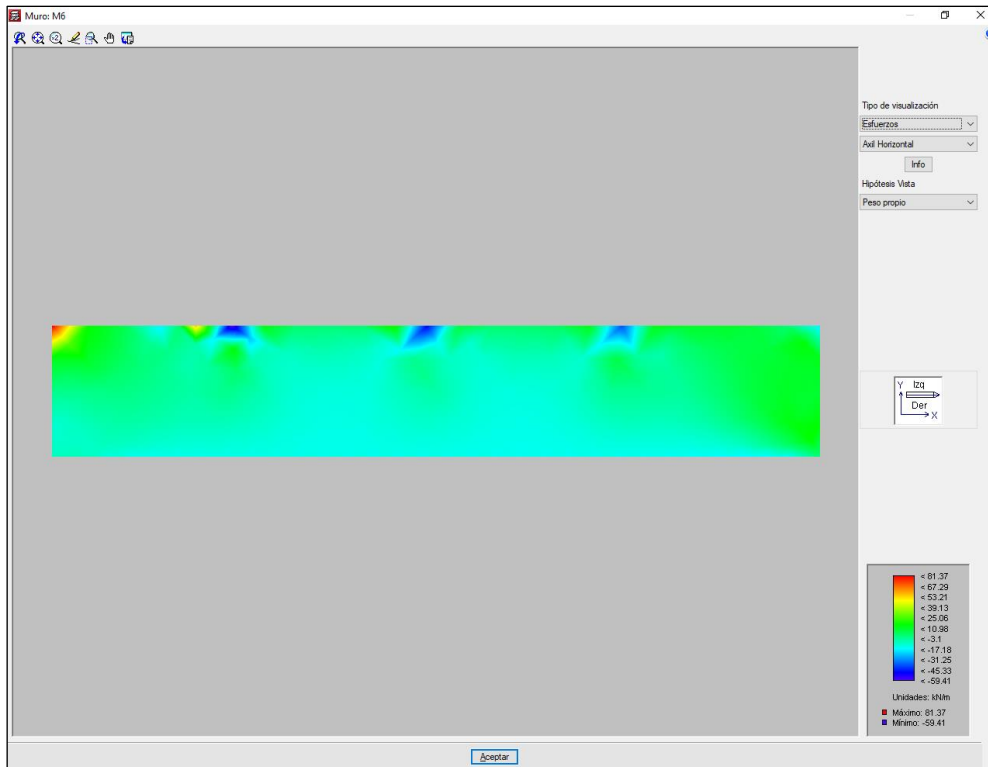 Muro: M6
Tipo de visualización
Esfuerzos
Axil Horizontal
Info
Hipótesis Vista
Peso propio
Y Izq
Der
X
< 81.37
< 67.29
< 53.21
< 39.13
< 25.06
< 10.98
< -3.1
< -17.18
< -31.25
< -45.33
< -59.41
Unidades: kN/m
Máximo: 81.37
Mínimo: -59.41
Aceptar